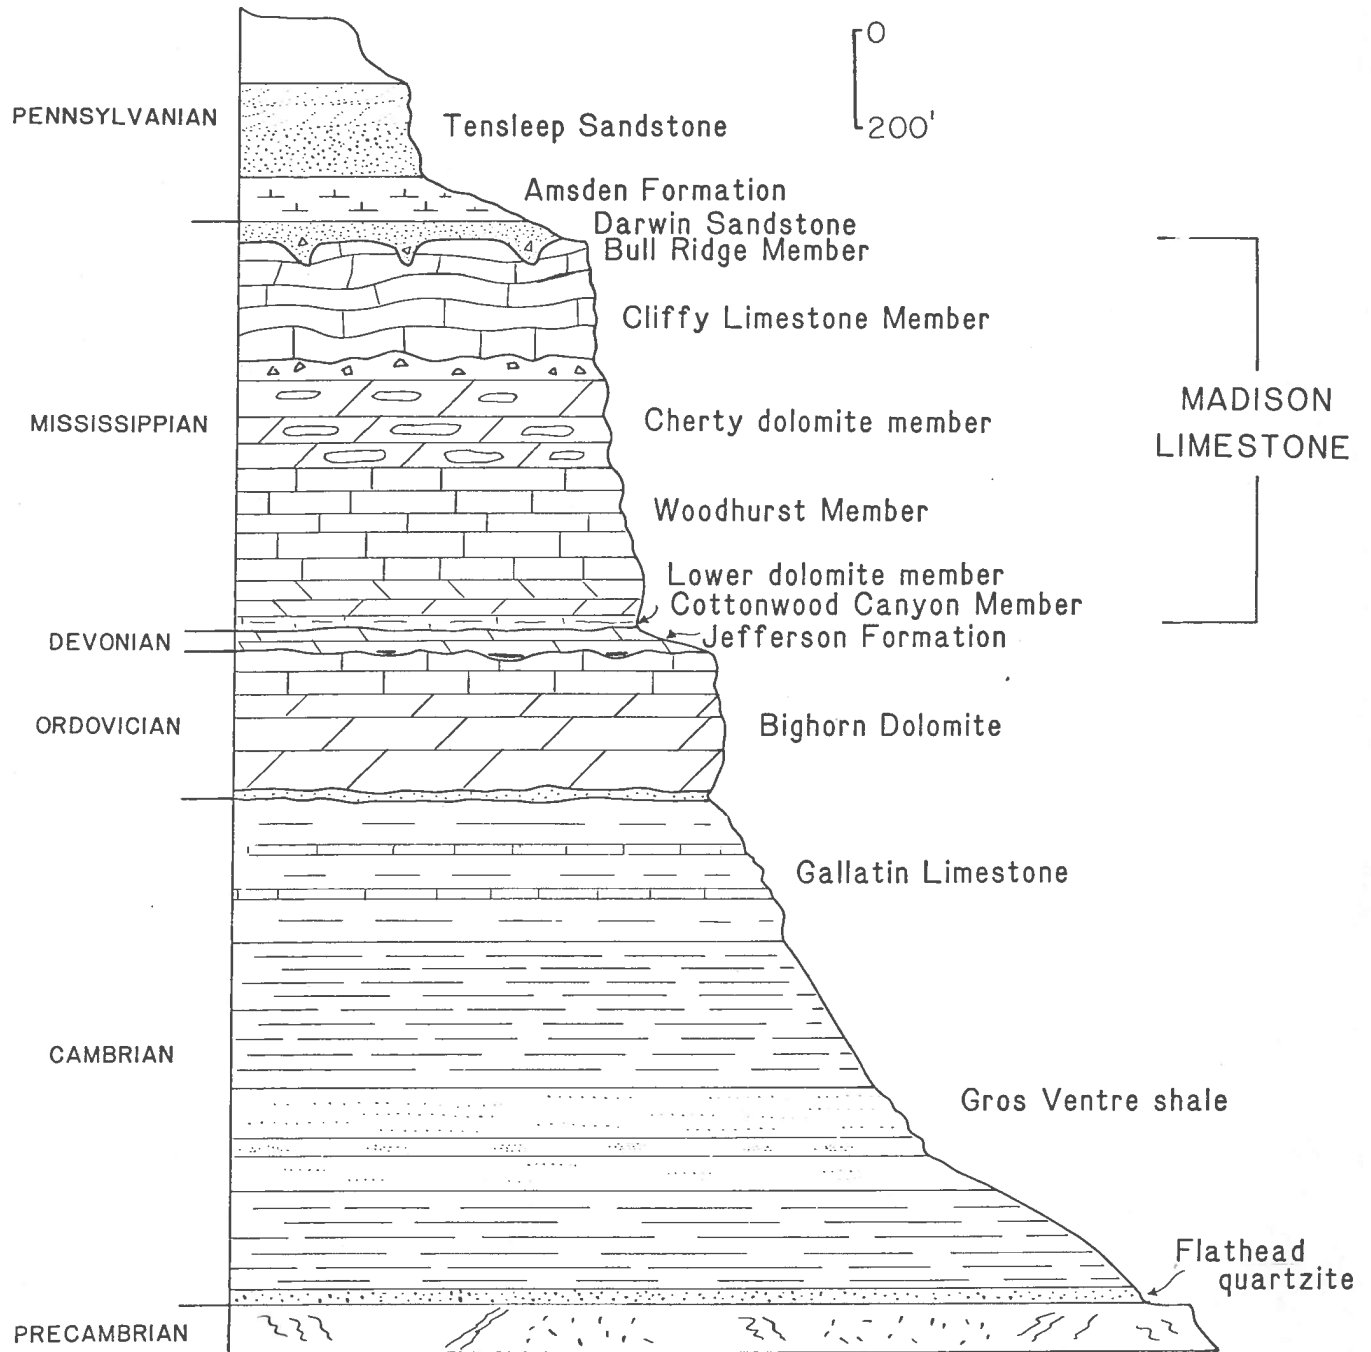 0
200'
PENNSYLVANIAN
Tensleep Sandstone
Amsden Formation
Darwin Sandstone
Bull Ridge Member
Cliffy Limestone Member
MISSISSIPPIAN
Cherty dolomite member
MADISON
LIMESTONE
Woodhurst Member
Lower dolomite member
Cottonwood Canyon Member
DEVONIAN
Jefferson Formation
ORDOVICIAN
Bighorn Dolomite
Gallatin Limestone
CAMBRIAN
Gros Ventre shale
Flathead
quartzite
PRECAMBRIAN